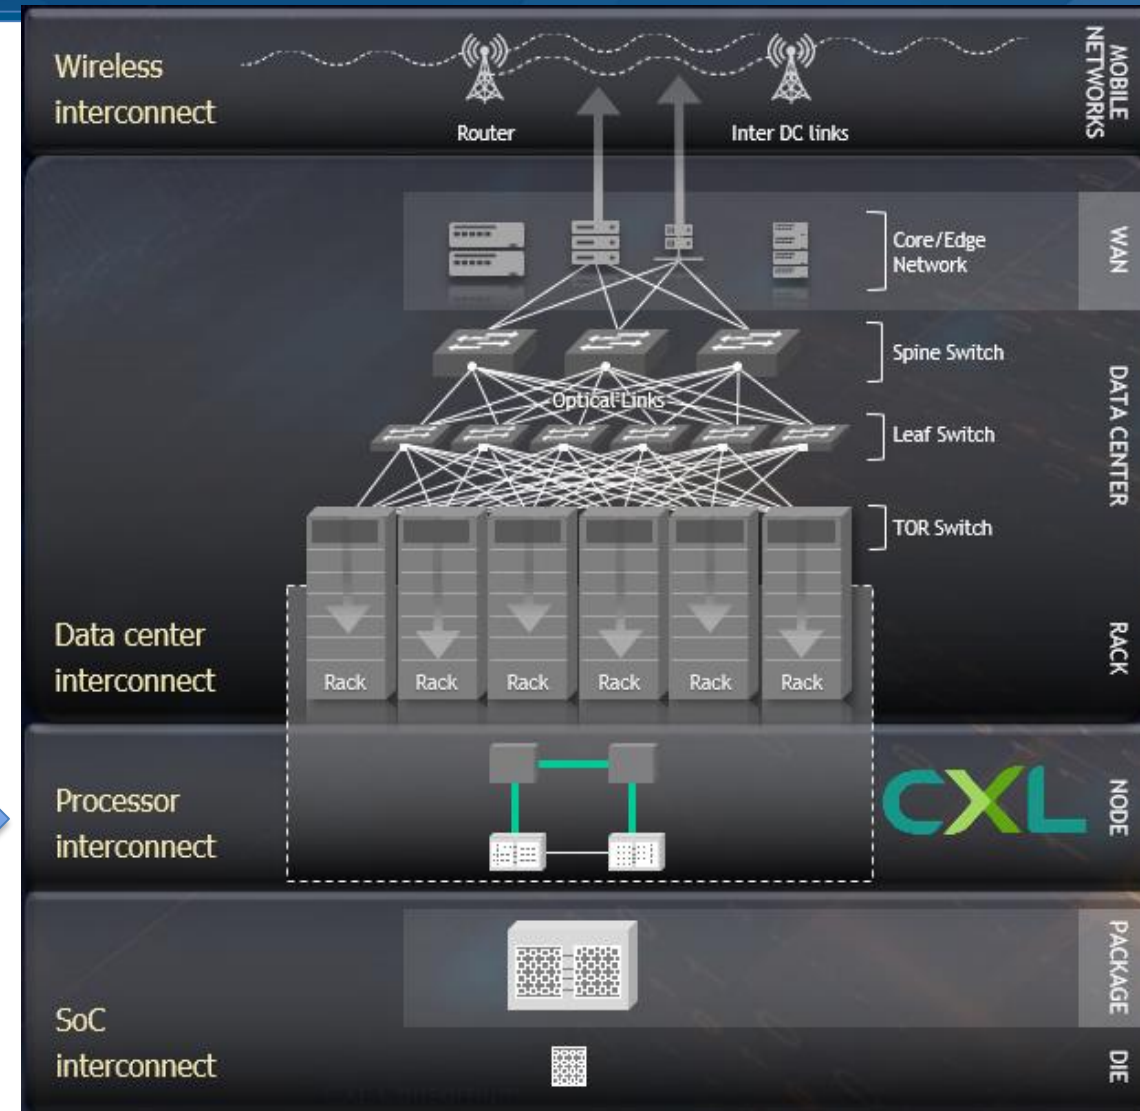 Wireless
interconnect
Router
Inter DC links
MOBILE
NETWORKS
Core/Edge
Network
WAN
Spine Switch
Optical Links
Leaf Switch
DATA CENTER
TOR Switch
Data center
interconnect
Rack
Rack
Rack
Rack
Rack
Rack
RACK
Processor
interconnect
CXL
NODE
PACKAGE
SoC
interconnect
DIE